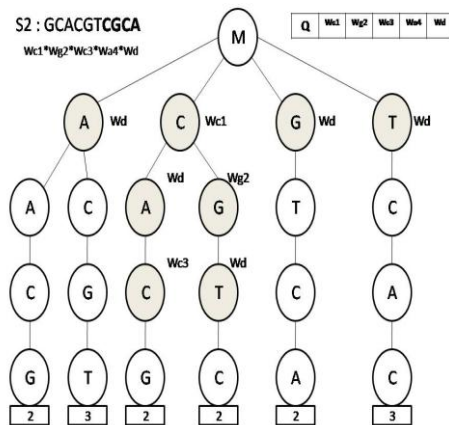 S2 : GCACGTCGCA
Wc1*Wg2*Wc3*Wa4*Wd
Q Wc1 Wg2 Wc3 Wa4 Wd
M
A Wd C Wc1 G Wd T Wd
Wd Wg2
A C A G T C
Wc3 Wd
C G C T C A
G T G C A C
2 3 2 2 2 3